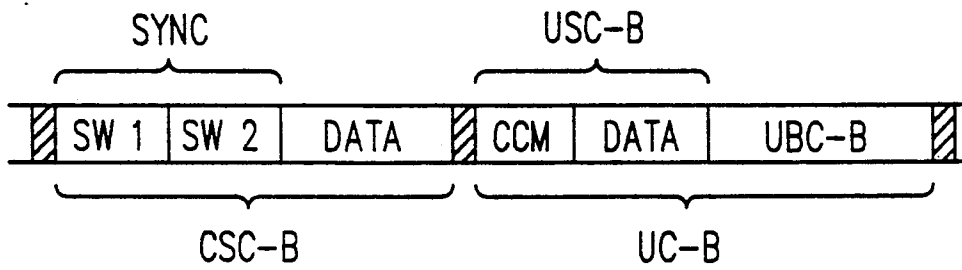 SYNC USC-B
SW 1 SW 2 DATA CCM DATA UBC-B
CSC-B UC-B